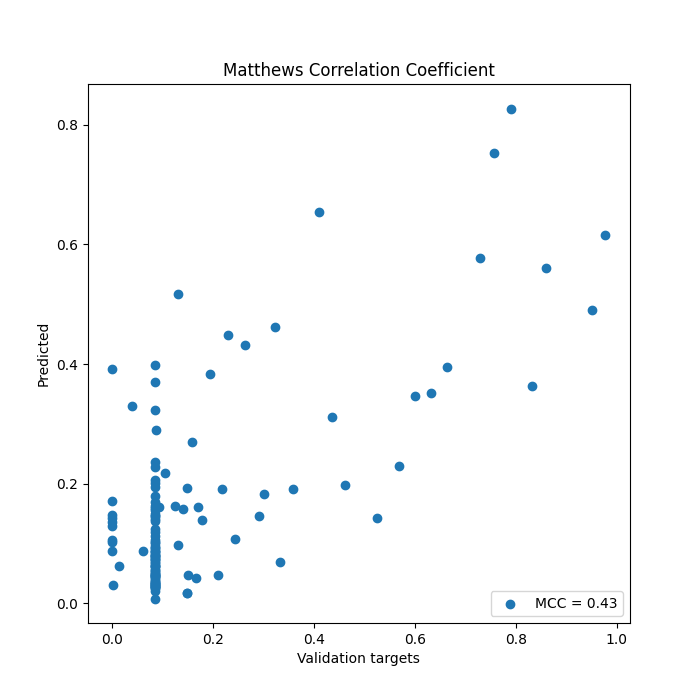 Matthews Correlation Coefficient
0.8
0.6
0.4
0.2
0.0
Predicted
MCC = 0.43
0.0 0.2 0.4 0.6 0.8 1.0
Validation targets